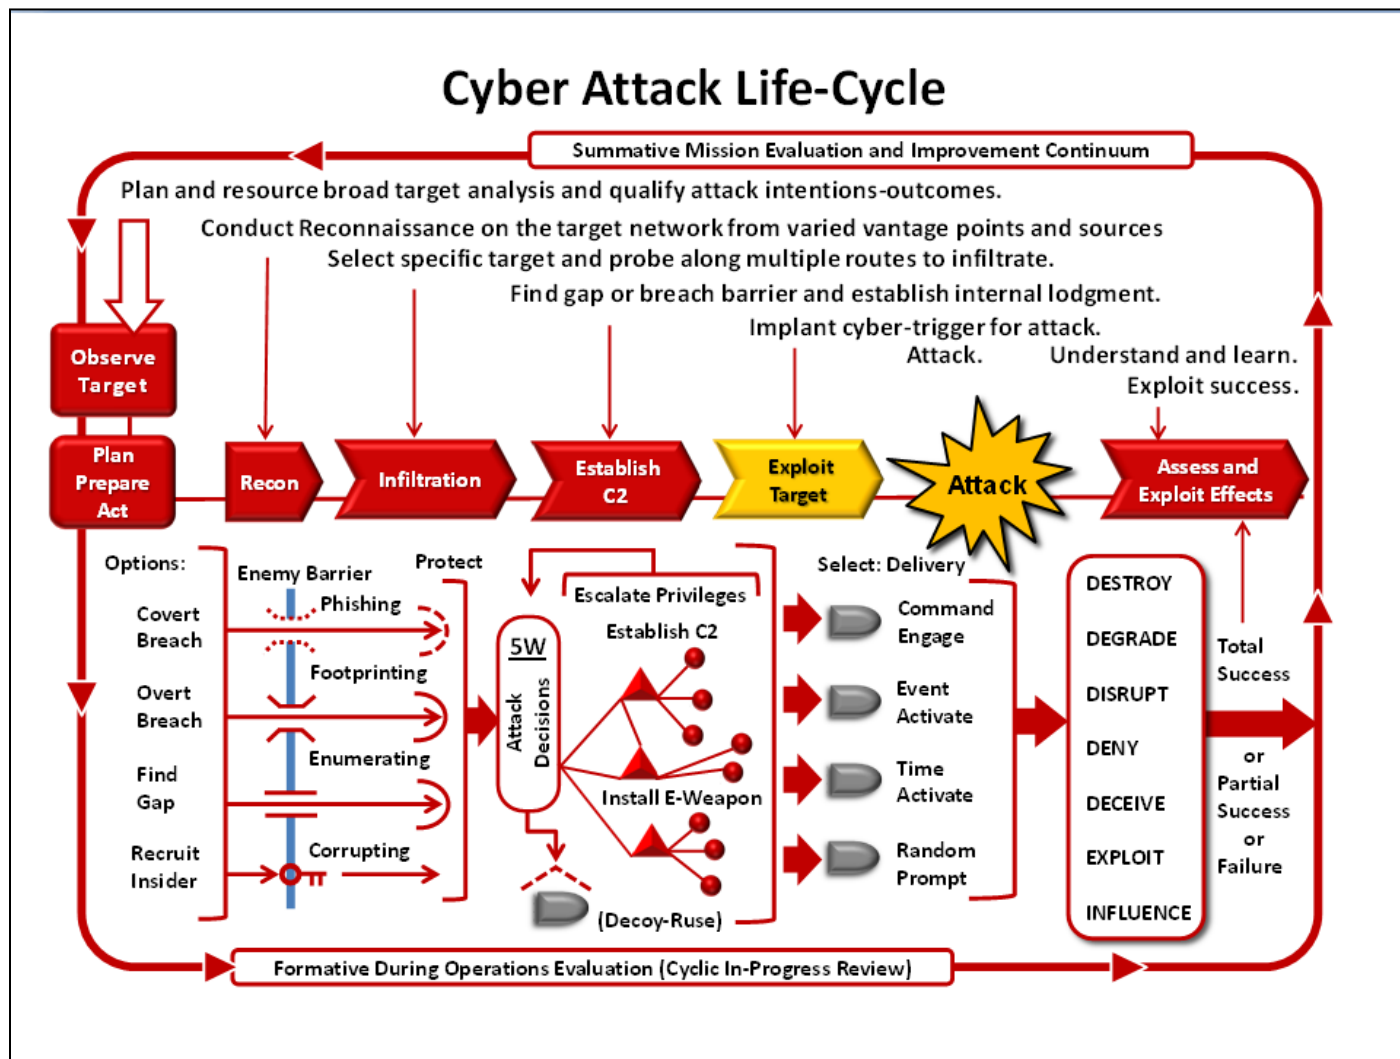 Cyber Attack Life-Cycle
Summative Mission Evaluation and Improvement Continuum
Plan and resource broad target analysis and qualify attack intentions-outcomes.
Conduct Reconnaissance on the target network from varied vantage points and sources
Select specific target and probe along multiple routes to infiltrate.
Find gap or breach barrier and establish internal lodgment.
Implant cyber-trigger for attack.
Attack.
Understand and learn.
Exploit success.
Observe
Target
Plan
Prepare
Act
Recon
Infiltration
Establish
C2
Exploit
Target
Attack
Assess and
Exploit Effects
Options:
Covert
Breach
Overt
Breach
Find
Gap
Recruit
Insider
Enemy Barrier
Phishing
Footprinting
Enumerating
Corrupting
Protect
5W
Attack
Decisions
Escalate Privileges
Establish C2
Install E-Weapon
(Decoy-Ruse)
Select: Delivery
Command
Engage
Event
Activate
Time
Activate
Random
Prompt
DESTROY
DEGRADE
DISRUPT
DENY
DECEIVE
EXPLOIT
INFLUENCE
Total
Success
or
Partial
Success
or
Failure
Formative During Operations Evaluation (Cyclic In-Progress Review)